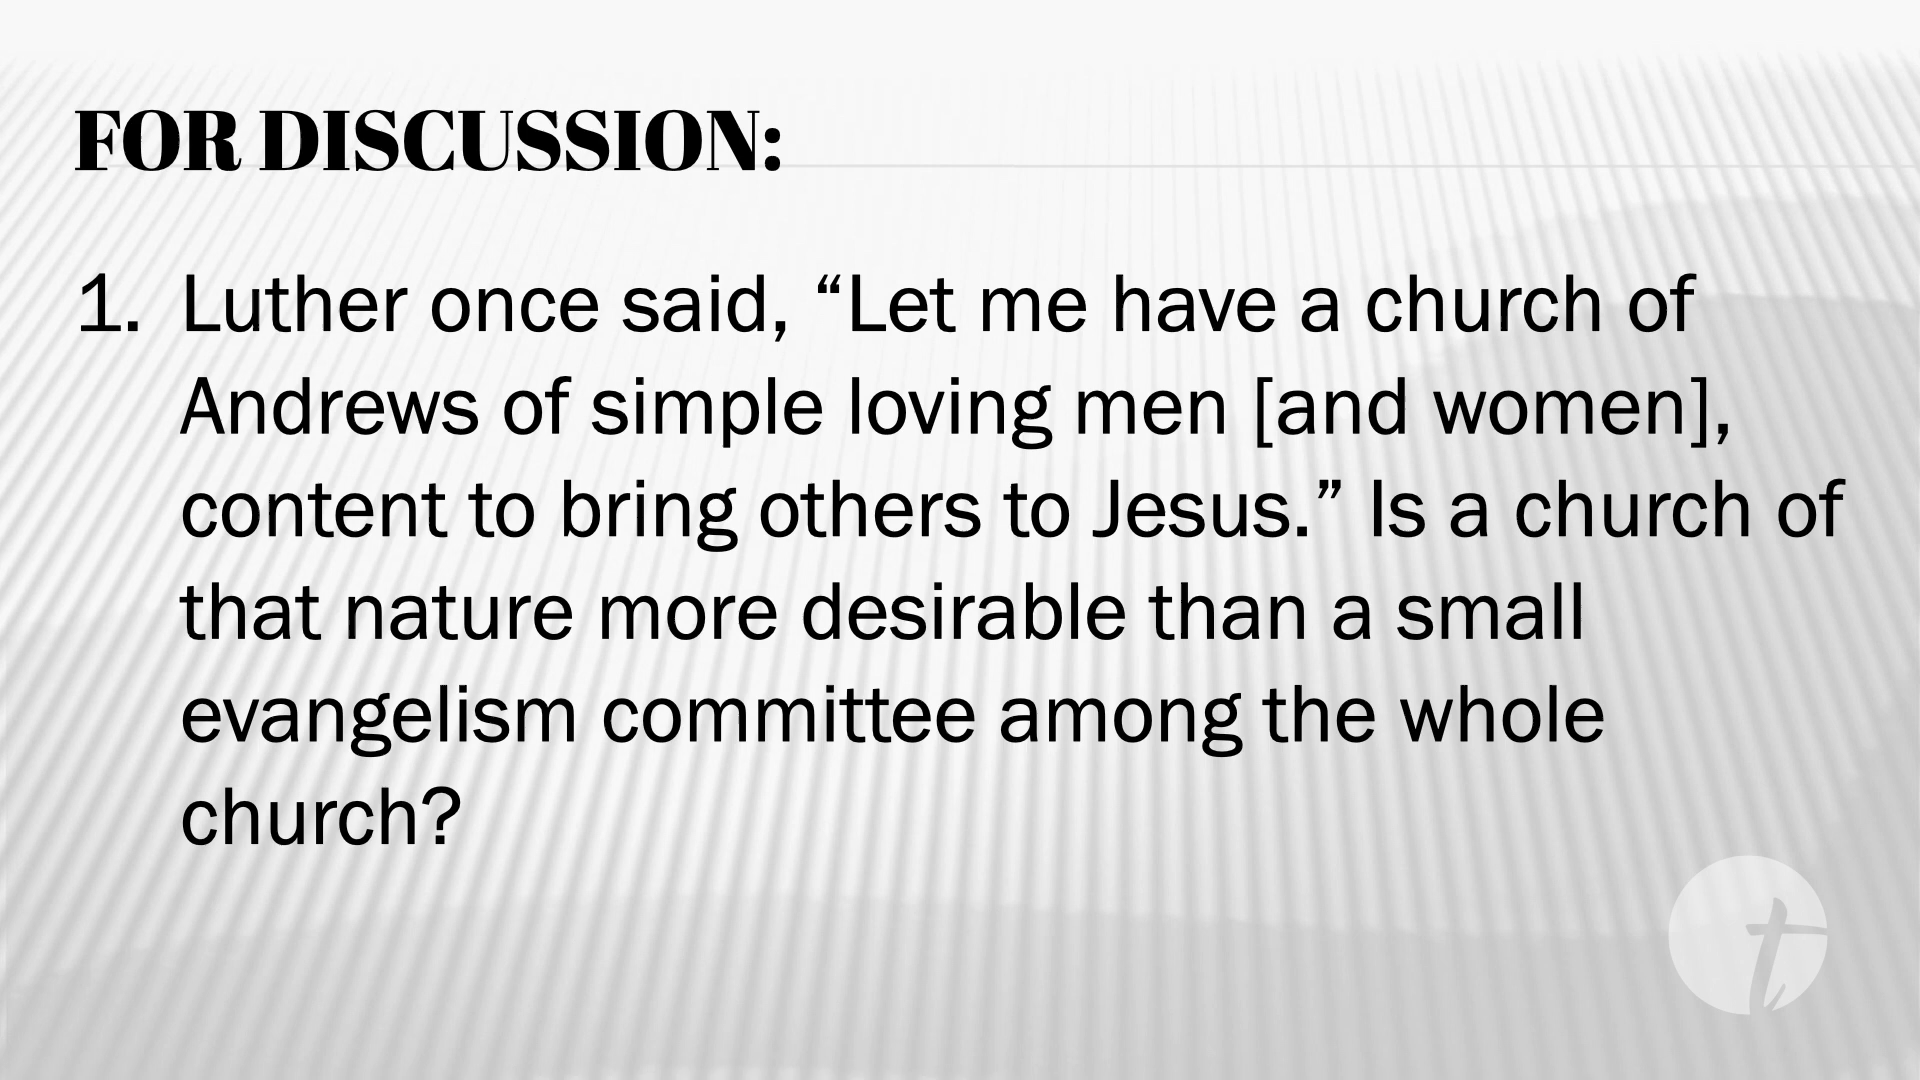 FOR DISCUSSION:
1. Luther once said, “Let me have a church of
Andrews of simple loving men [and women],
content to bring others to Jesus.” Is a church of
that nature more desirable than a small
evangelism committee among the whole
church?